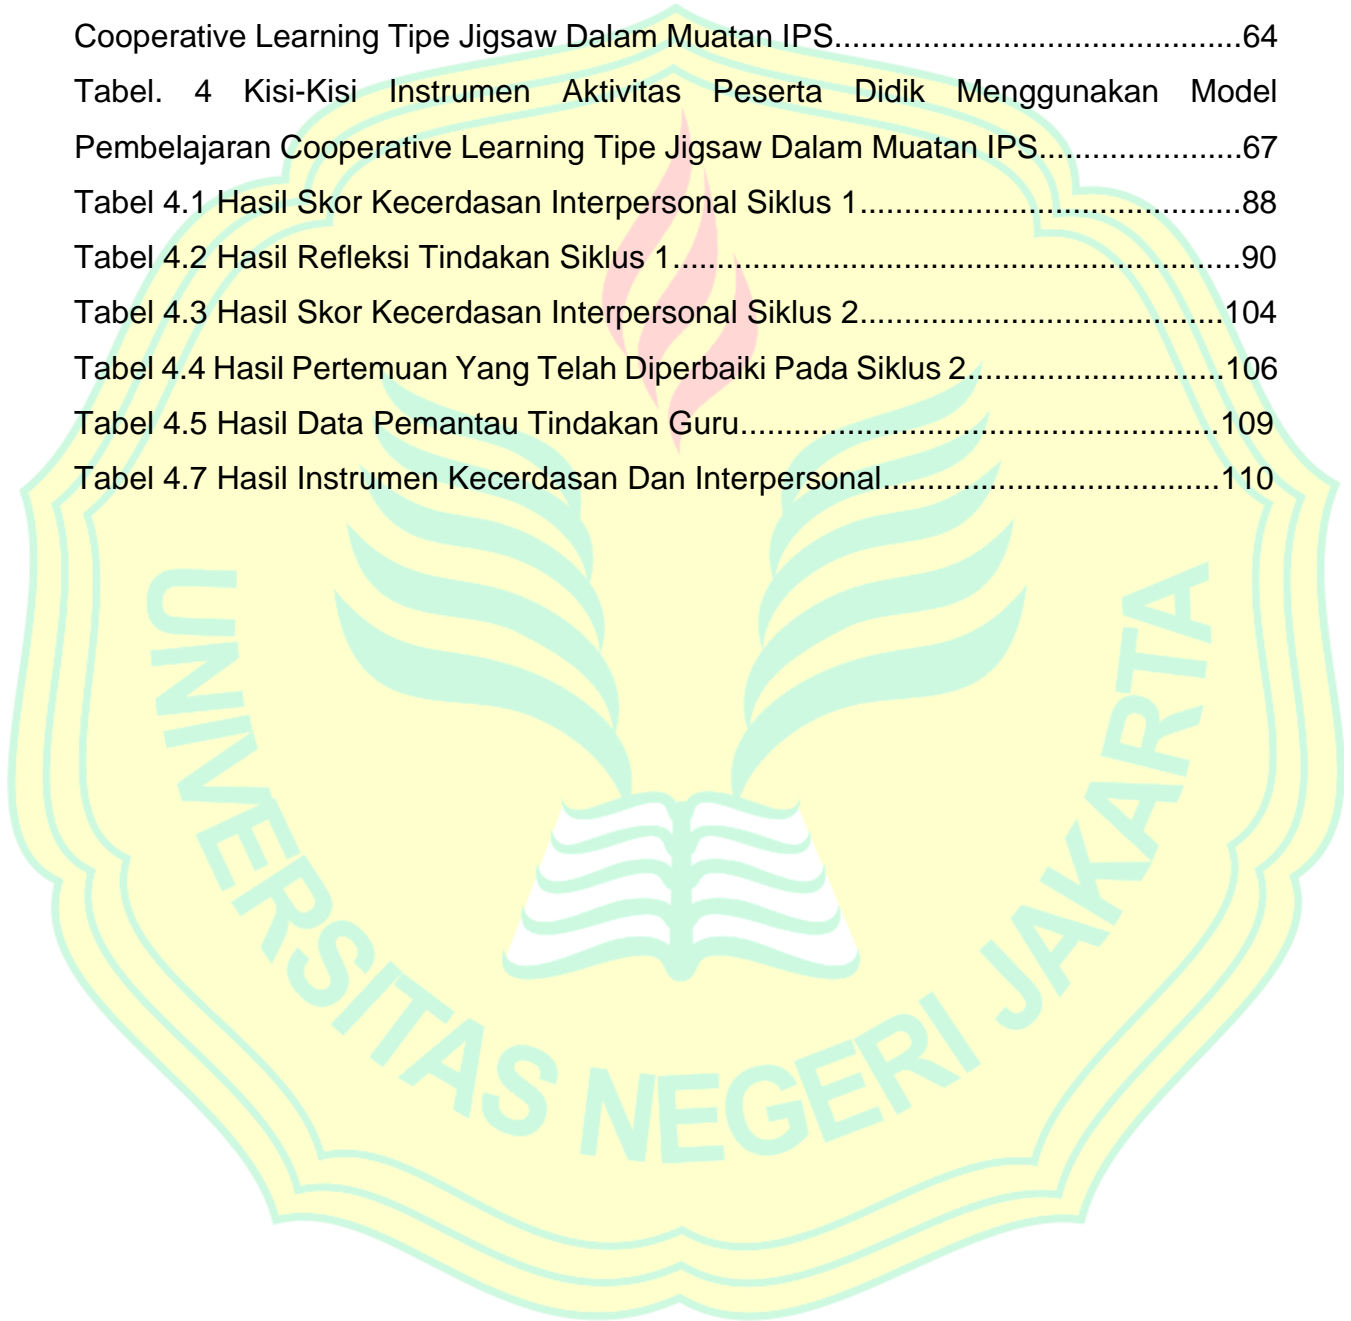 Cooperative Learning Tipe Jigsaw Dalam Muatan IPS.................................................64
Tabel. 4 Kisi-Kisi Instrumen Aktivitas Peserta Didik Menggunakan Model
Pembelajaran Cooperative Learning Tipe Jigsaw Dalam Muatan IPS.......................67
Tabel 4.1 Hasil Skor Kecerdasan Interpersonal Siklus 1...........................................88
Tabel 4.2 Hasil Refleksi Tindakan Siklus 1................................................................90
Tabel 4.3 Hasil Skor Kecerdasan Interpersonal Siklus 2.........................................104
Tabel 4.4 Hasil Pertemuan Yang Telah Diperbaiki Pada Siklus 2.............................106
Tabel 4.5 Hasil Data Pemantau Tindakan Guru......................................................109
Tabel 4.7 Hasil Instrumen Kecerdasan Dan Interpersonal......................................110
UNIVERSITAS NEGERI JAKARTA